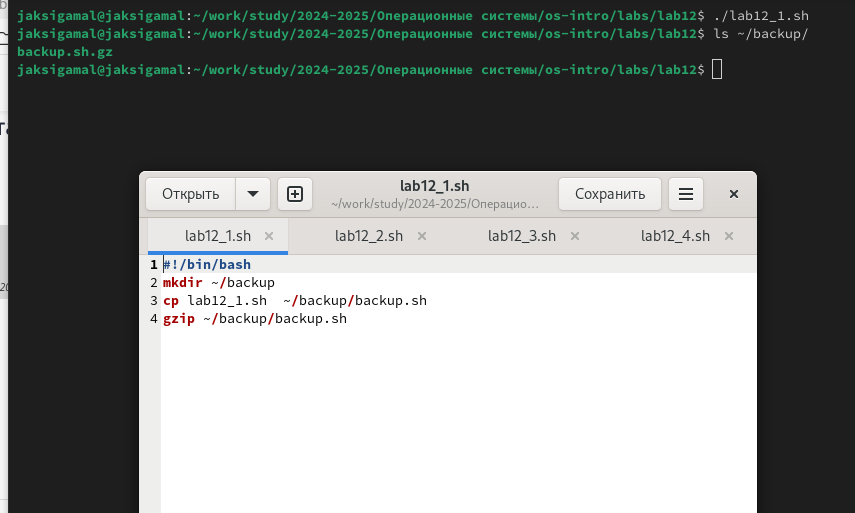 jaksigamal@jaksigamal:~/work/study/2024-2025/Операционные системы/os-intro/labs/lab12$ ./lab12_1.sh
jaksigamal@jaksigamal:~/work/study/2024-2025/Операционные системы/os-intro/labs/lab12$ ls ~/backup/
backup.sh.gz
jaksigamal@jaksigamal:~/work/study/2024-2025/Операционные системы/os-intro/labs/lab12$
Открыть
lab12_1.sh
~/work/study/2024-2025/Операцио…
Сохранить
lab12_1.sh
lab12_2.sh
lab12_3.sh
lab12_4.sh
1 #!/bin/bash
2 mkdir ~/backup
3 cp lab12_1.sh  ~/backup/backup.sh
4 gzip ~/backup/backup.sh